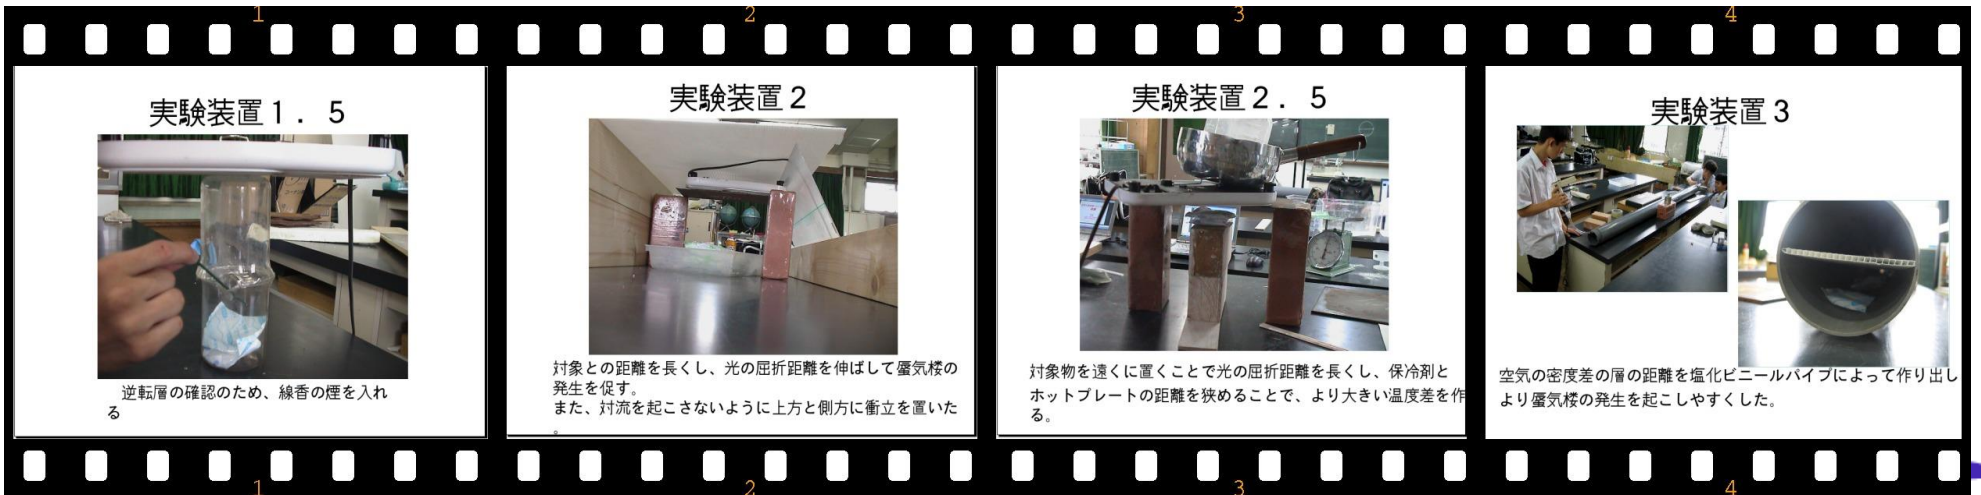 1
2
3
4
実験装置１．５
逆転層の確認のため、線香の煙を入れ
る
実験装置２
対象との距離を長くし、光の屈折距離を伸ばして蜃気楼の
発生を促す。
また、対流を起こさないように上方と側方に衝立を置いた
。
実験装置２．５
対象物を遠くに置くことで光の屈折距離を長くし、保冷剤と
ホットプレートの距離を狭めることで、より大きい温度差を作
る。
実験装置３
空気の密度差の層の距離を塩化ビニールパイプによって作り出し
より蜃気楼の発生を起こしやすくした。
1
2
3
4